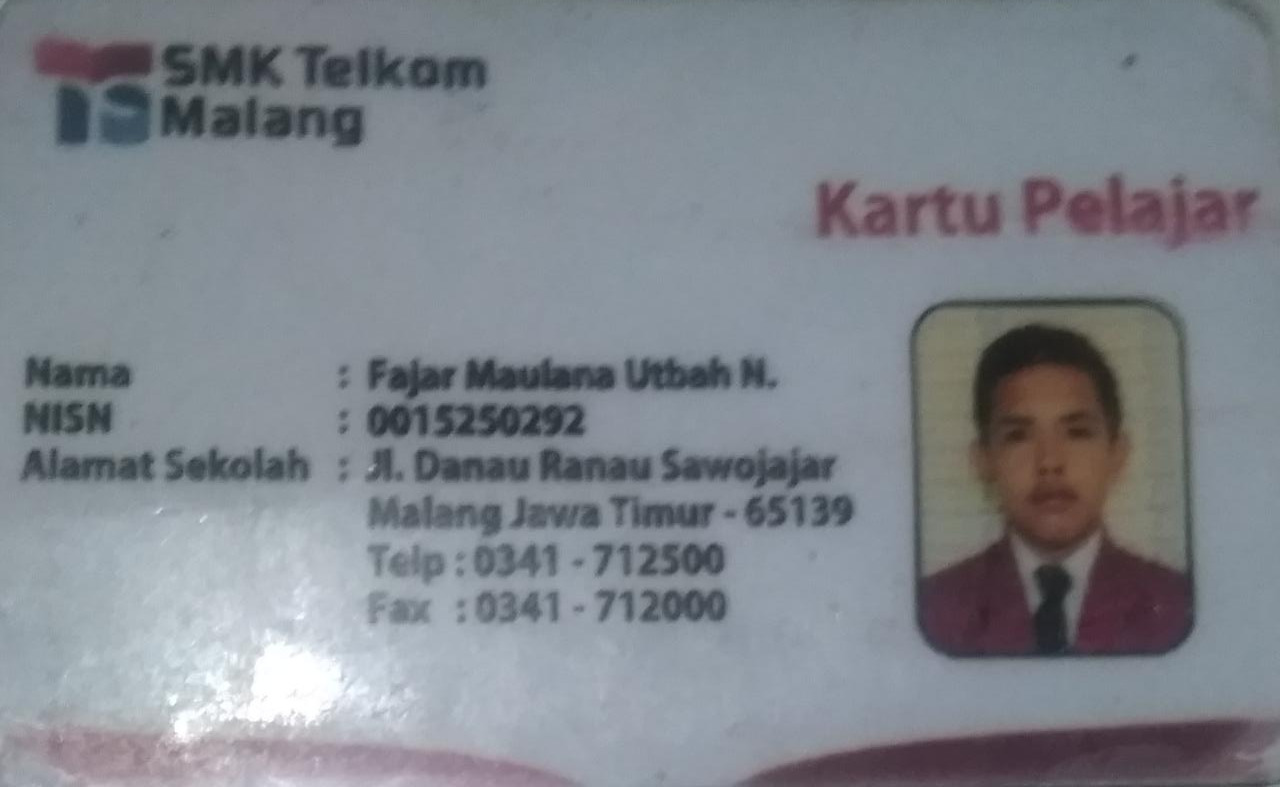 SMK Telkom
Malang
Kartu Pelajar
Nama : Fajar Maulana Utbah N.
NISN : 0015250292
Alamat Sekolah : Jl. Danau Ranau Sawojajar
Malang Jawa Timur - 65139
Telp : 0341 - 712500
Fax : 0341 - 712000